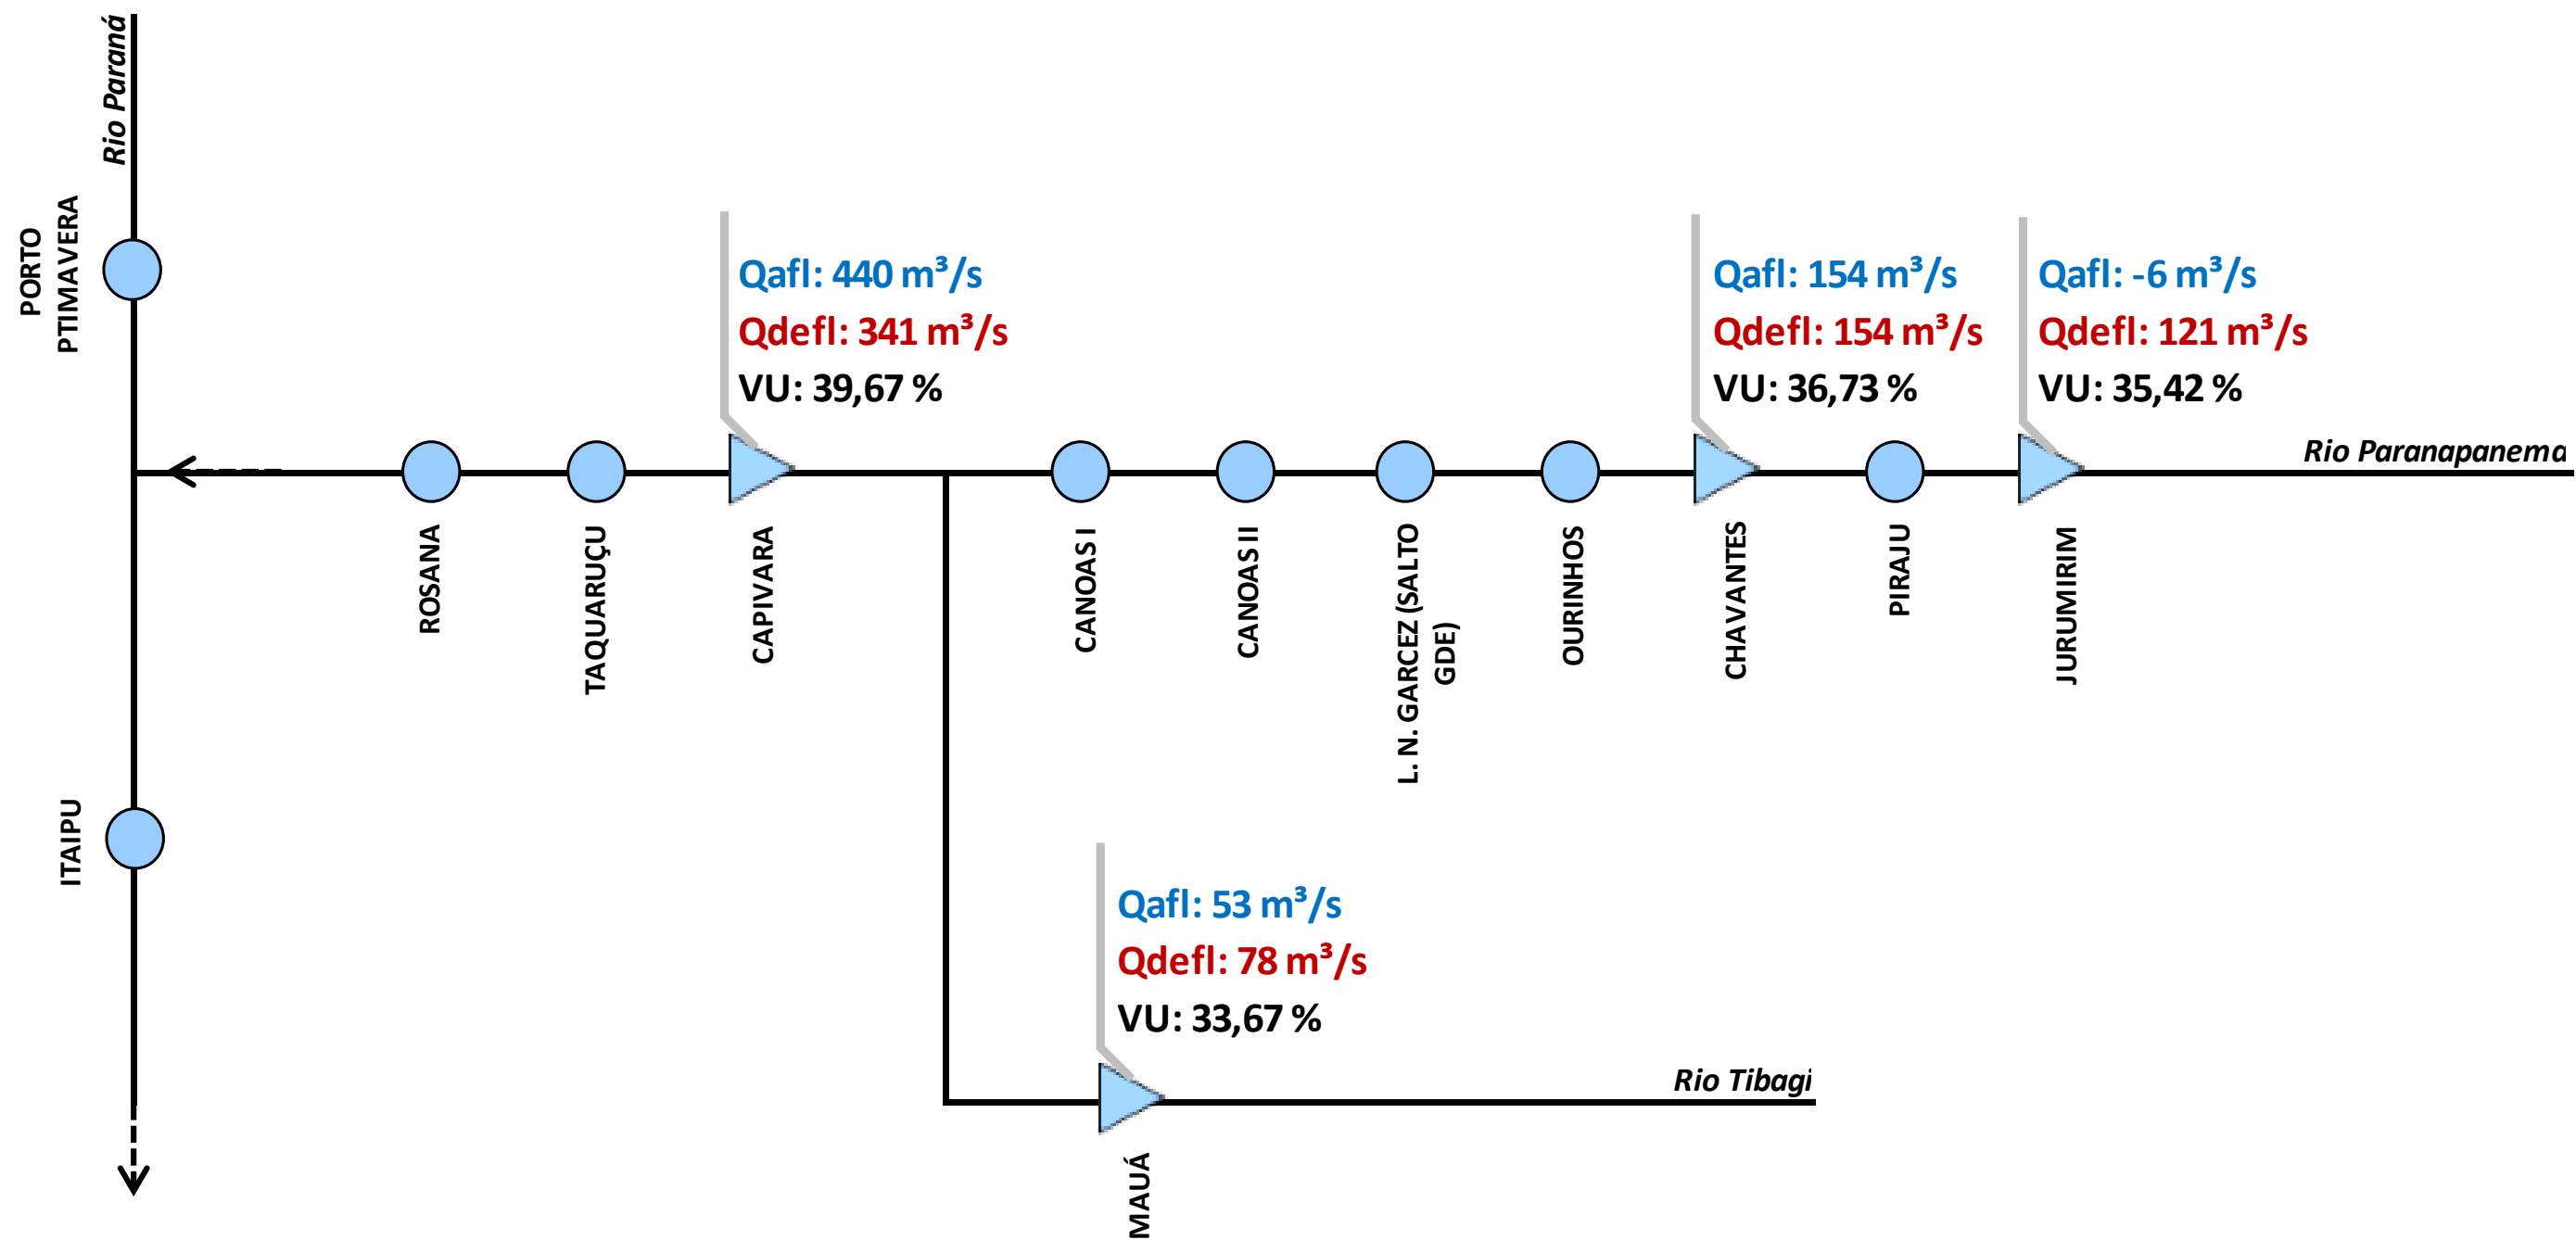 Rio Paraná
PORTO
PTIMAVERA
Qafl: 440 m³/s
Qdefl: 341 m³/s
VU: 39,67 %
Qafl: 154 m³/s
Qdefl: 154 m³/s
VU: 36,73 %
Qafl: -6 m³/s
Qdefl: 121 m³/s
VU: 35,42 %
Rio Paranapanema
ROSANA
TAQUARUÇU
CAPIVARA
CANOAS I
CANOAS II
L. N. GARCEZ (SALTO
GDE)
OURINHOS
CHAVANTES
PIRAJU
JURUMIRIM
ITAIPU
Qafl: 53 m³/s
Qdefl: 78 m³/s
VU: 33,67 %
Rio Tibagi
MAUÁ